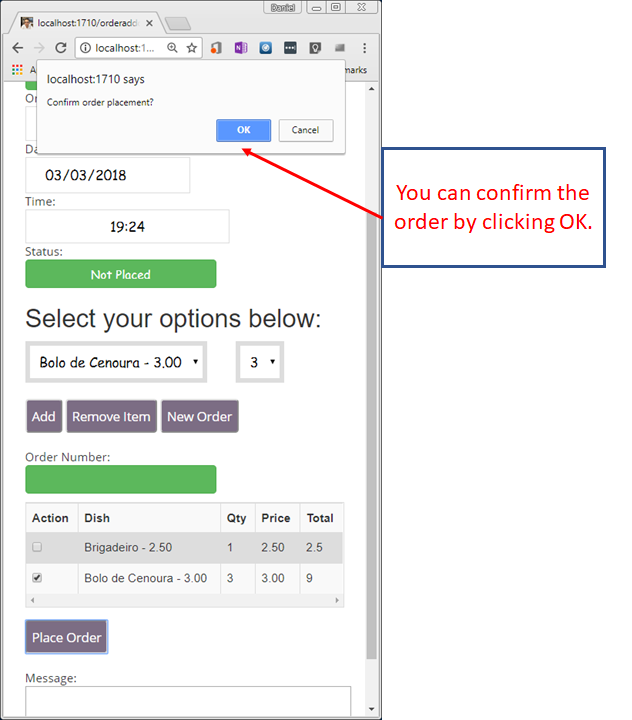 Daniel
localhost:1710/orderadd
localhost:1...
localhost:1710 says
Confirm order placement?
OK
Cancel
03/03/2018
Time:
19:24
Status:
Not Placed
You can confirm the
order by clicking OK.
Select your options below:
Bolo de Cenoura - 3.00
3
Add
Remove Item
New Order
Order Number:
Action Dish Qty Price Total
Brigadeiro - 2.50 1 2.50 2.5
Bolo de Cenoura - 3.00 3 3.00 9
Place Order
Message: